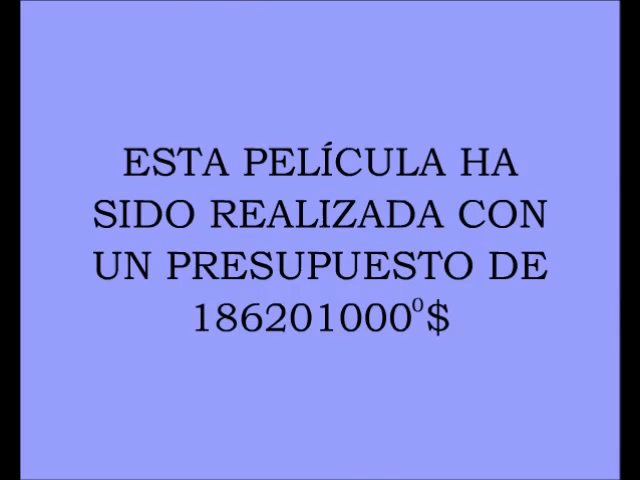 ESTA PELÍCULA HA
SIDO REALIZADA CON
UN PRESUPUESTO DE
186201000⁰$